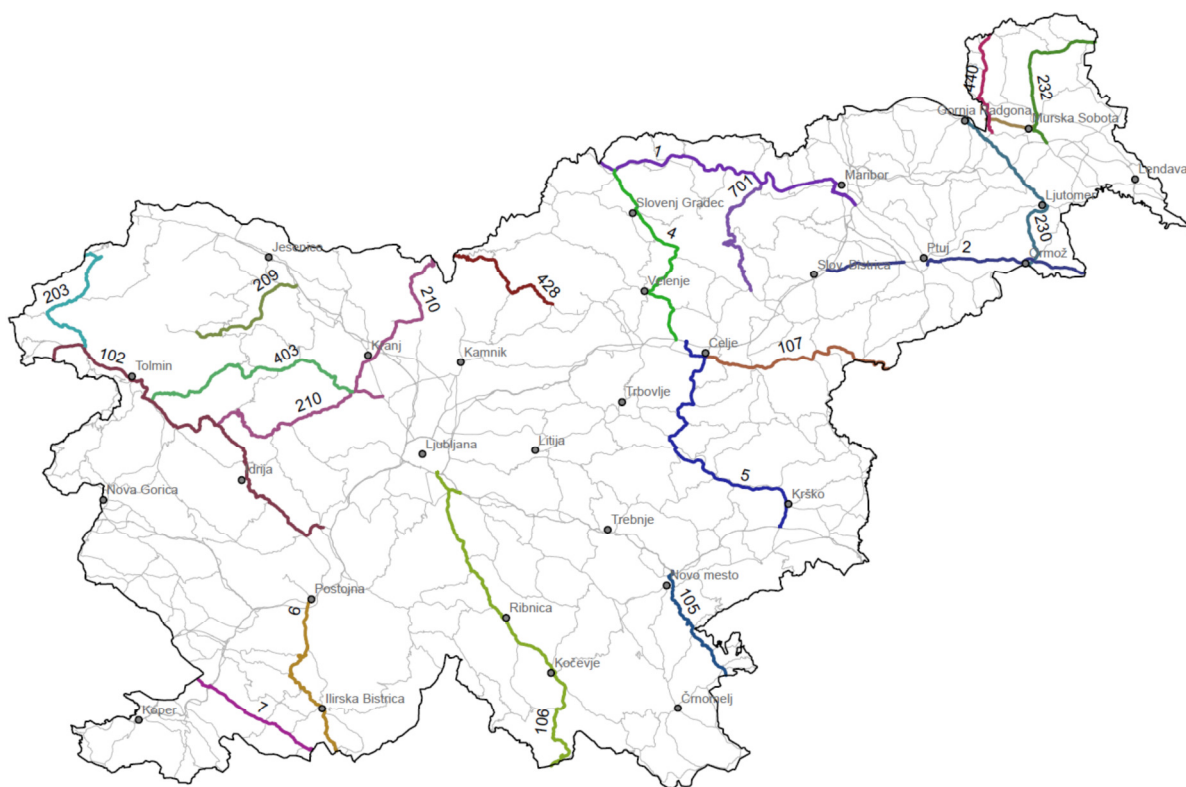 440
232
Gornja Radgona
Murska Sobota
1
Maribor
Lendava
701
Slovenj Gradec
Ljutomer
4
230
Jesenice
Ptuj
2
Ormož
203
209
210
428
Velenje
Slov. Bistrica
102
403
Kranj
Kamnik
Celje
107
Tolmin
210
Trbovlje
Ljubljana
Litija
Idrija
5
Nova Gorica
Krško
Trebnje
Postojna
6
Novo mesto
105
Ribnica
Kočevje
7
Ilirska Bistrica
Koper
106
Črnomelj